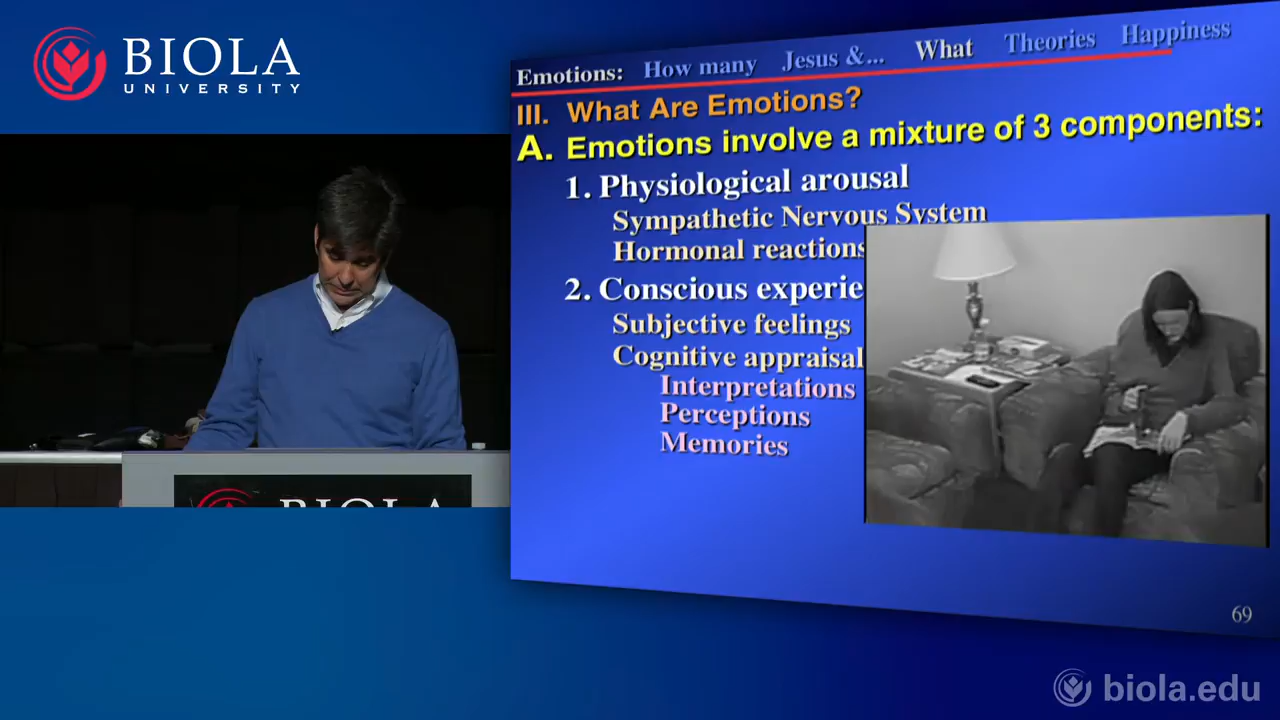 BIOLA
UNIVERSITY
Emotions: How many Jesus &... What Theories Happiness
III. What Are Emotions?
A. Emotions involve a mixture of 3 components:
1. Physiological arousal
Sympathetic Nervous System
Hormonal reactions
2. Conscious experie
Subjective feelings
Cognitive appraisal
Interpretations
Perceptions
Memories
BIOLA
69
biola.edu